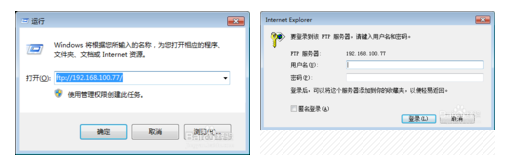 运行
Windows 将根据您所输入的名称，为您打开相应的程序、
文件夹、文档或 Internet 资源。
打开(O): ftp://192.168.100.77/
使用管理权限创建此任务。
确定 取消 浏览(B)...
Internet Explorer
要登录到该 FTP 服务器，请键入用户名和密码。
FTP 服务器: 192.168.100.77
用户名(U):
密码(P):
登录后，可以将这个服务器添加到你的收藏夹，以便轻易返回。
匿名登录(A)
登录(L) 取消